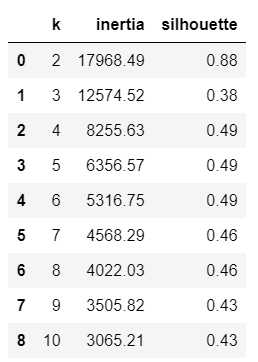 k inertia silhouette
0 2 17968.49 0.88
1 3 12574.52 0.38
2 4 8255.63 0.49
3 5 6356.57 0.49
4 6 5316.75 0.49
5 7 4568.29 0.46
6 8 4022.03 0.46
7 9 3505.82 0.43
8 10 3065.21 0.43